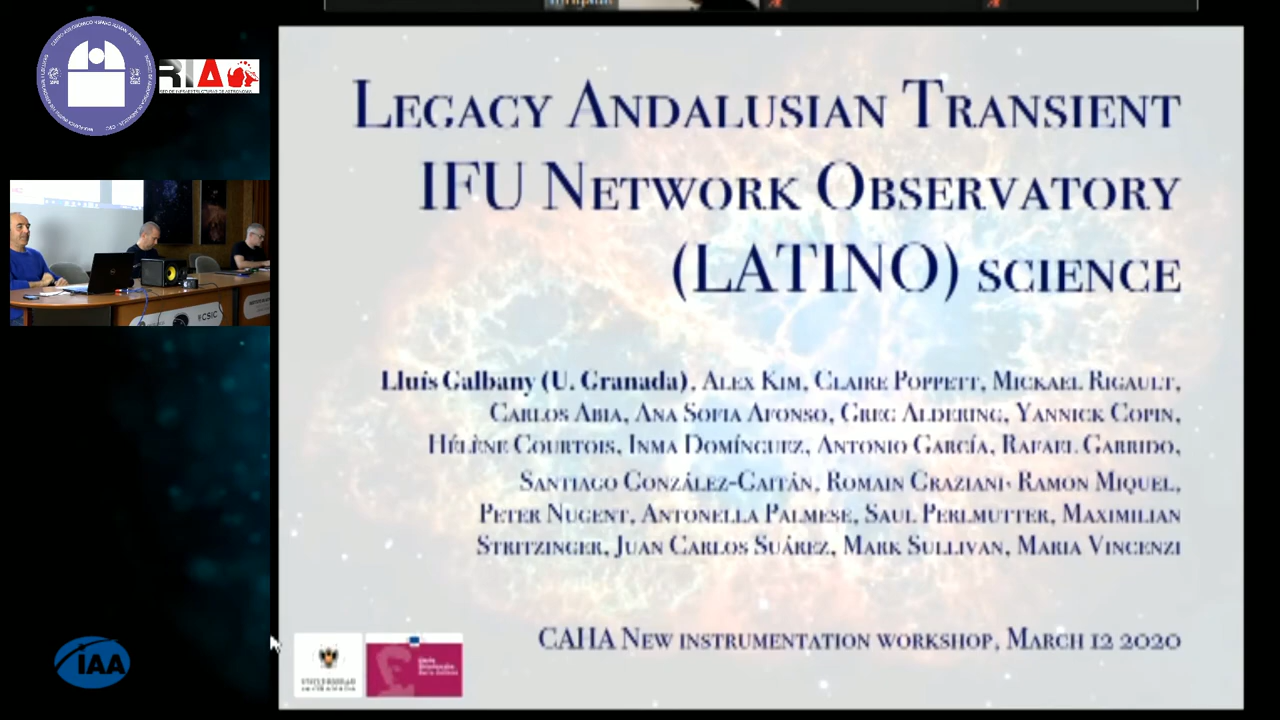 RIA
LEGACY ANDALUSIAN TRANSIENT
IFU NETWORK OBSERVATORY
(LATINO) SCIENCE
Lluís Galbany (U. Granada), ALEX KIM, CLAIRE POPPETT, MICKAEL RIGAULT,
CARLOS ABIA, ANA SOFIA AFONSO, GREG ALDERING, YANNICK COPIN,
HÉLÈNE COURTOIS, INMA DOMÍNGUEZ, ANTONIO GARCÍA, RAFAEL GARRIDO,
SANTIAGO GONZÁLEZ-GAITÁN, ROMAIN GRAZIANI, RAMON MIQUEL,
PETER NUGENT, ANTONELLA PALMESE, SAUL PERLMUTTER, MAXIMILIAN
STRITZINGER, JUAN CARLOS SUÁREZ, MARK SULLIVAN, MARIA VINCENZI
CAHA NEW INSTRUMENTATION WORKSHOP, MARCH 12 2020
CSIC
IAA